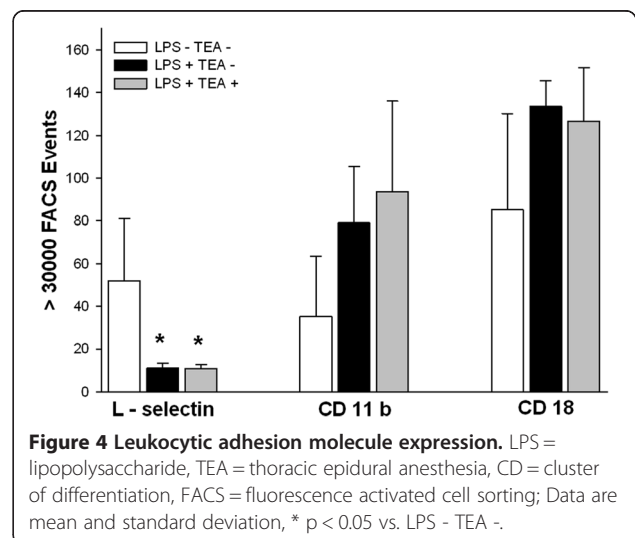 160
140
120
100
80
60
40
20
0
> 30000 FACS Events
LPS - TEA -
LPS + TEA -
LPS + TEA +
* *
L - selectin CD 11 b CD 18
Figure 4 Leukocytic adhesion molecule expression. LPS =
lipopolysaccharide, TEA = thoracic epidural anesthesia, CD = cluster
of differentiation, FACS = fluorescence activated cell sorting; Data are
mean and standard deviation, * p < 0.05 vs. LPS - TEA -.